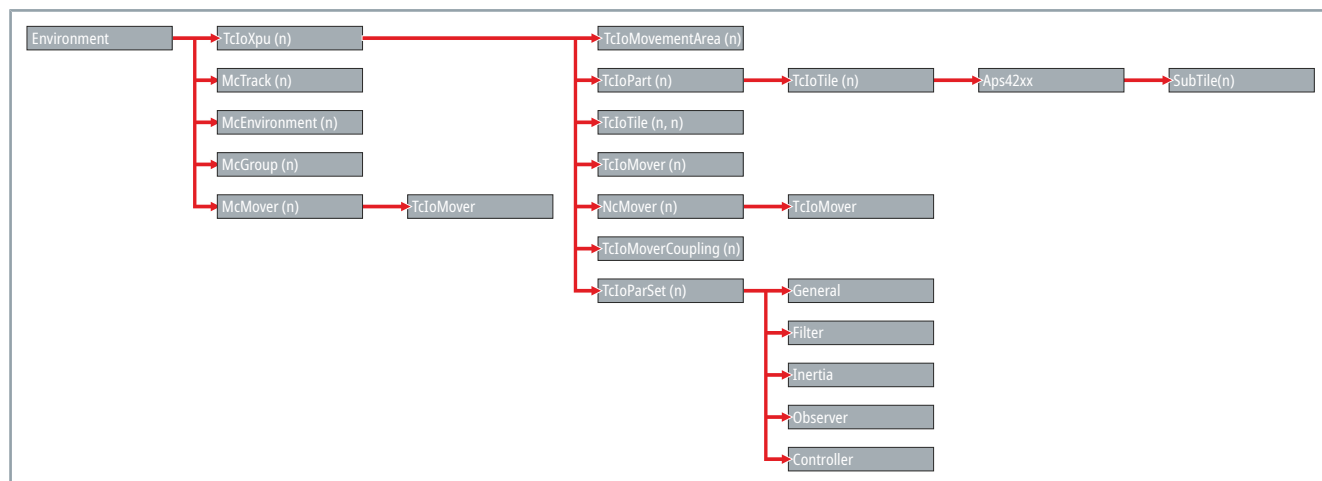 Environment
TcIoXpu (n)
TcIoMovementArea (n)
McTrack (n)
TcIoPart (n)
TcIoTile (n)
Aps42xx
SubTile(n)
McEnvironment (n)
TcIoTile (n, n)
McGroup (n)
TcIoMover (n)
McMover (n)
TcIoMover
NcMover (n)
TcIoMover
TcIoMoverCoupling (n)
TcIoParSet (n)
General
Filter
Inertia
Observer
Controller